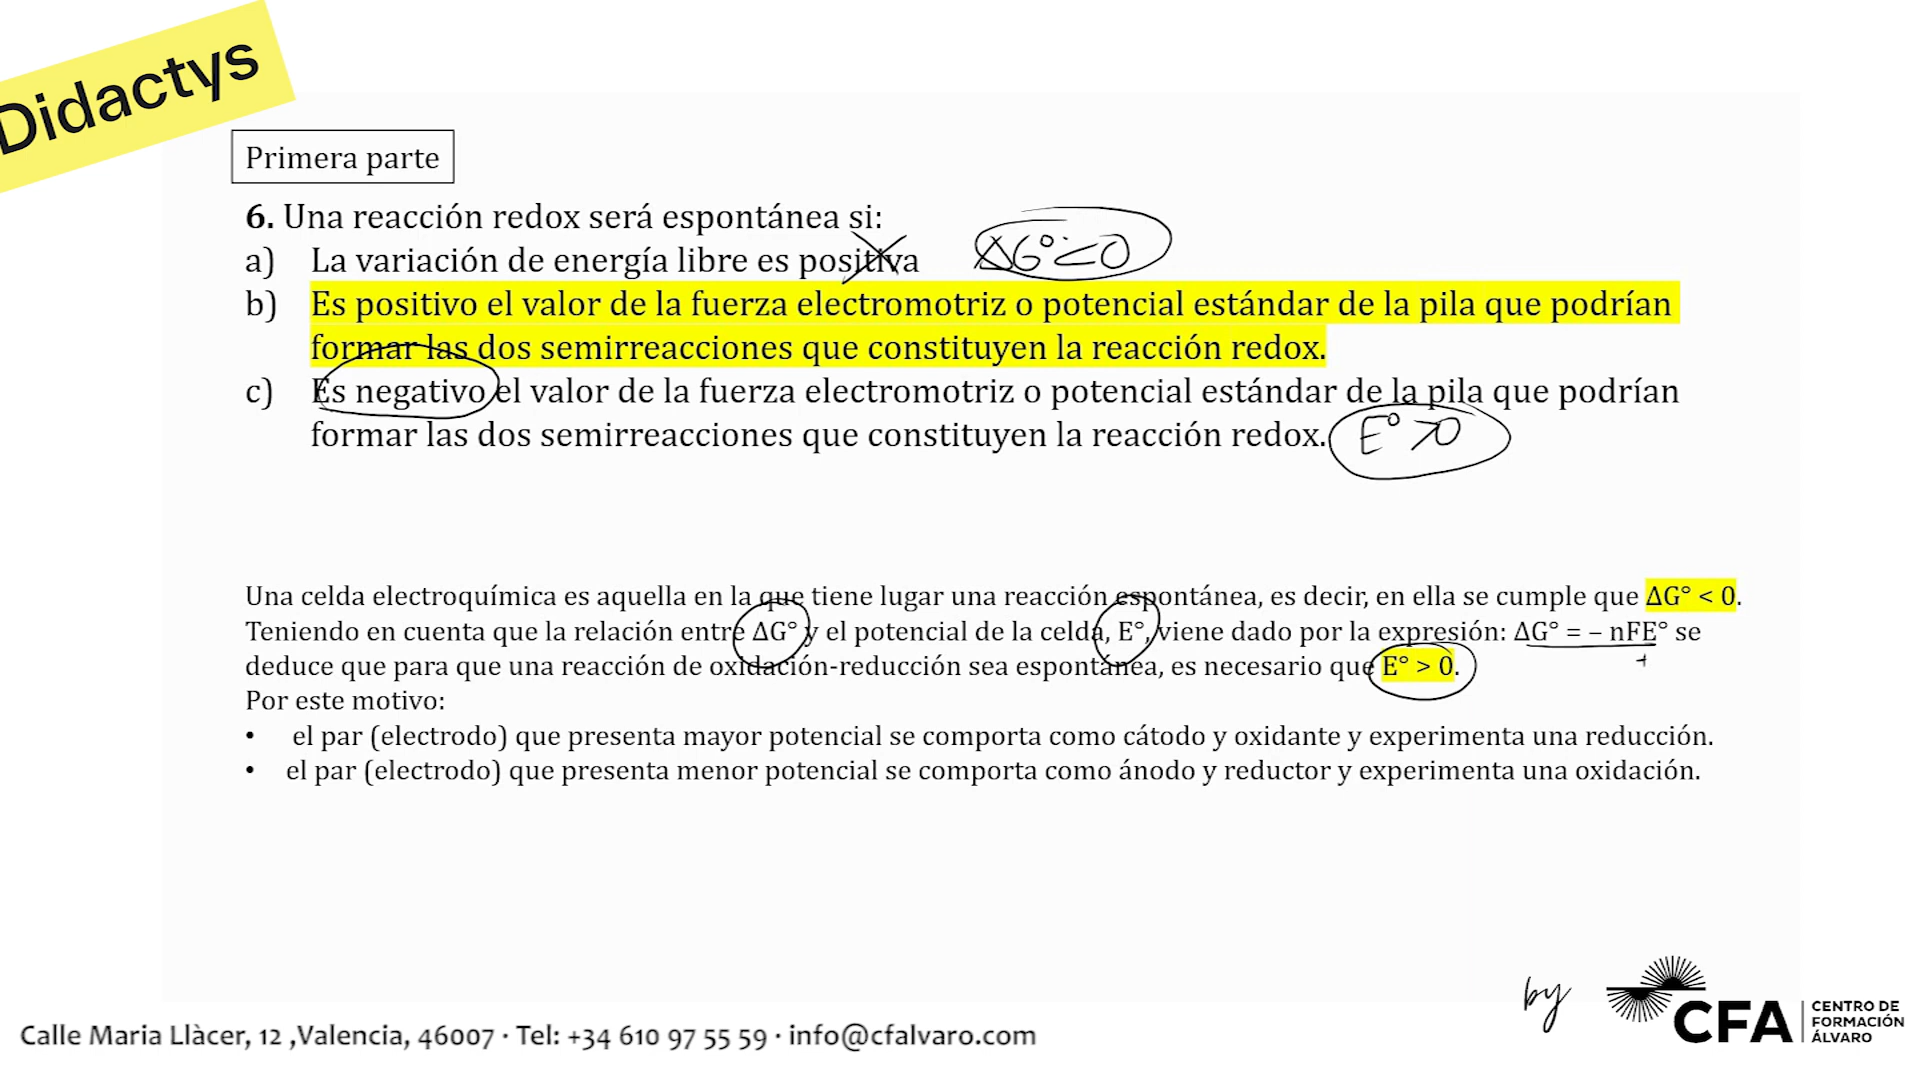 Didactys
Primera parte
6. Una reacción redox será espontánea si:
a) La variación de energía libre es positiva
ΔG° < 0
b) Es positivo el valor de la fuerza electromotriz o potencial estándar de la pila que podrían
formar las dos semirreacciones que constituyen la reacción redox.
c) Es negativo el valor de la fuerza electromotriz o potencial estándar de la pila que podrían
formar las dos semirreacciones que constituyen la reacción redox.
E° > 0
Una celda electroquímica es aquella en la que tiene lugar una reacción espontánea, es decir, en ella se cumple que ΔG° < 0.
Teniendo en cuenta que la relación entre ΔG° y el potencial de la celda, E°, viene dado por la expresión: ΔG° = – nFE° se
+
deduce que para que una reacción de oxidación-reducción sea espontánea, es necesario que E° > 0.
Por este motivo:
• el par (electrodo) que presenta mayor potencial se comporta como cátodo y oxidante y experimenta una reducción.
• el par (electrodo) que presenta menor potencial se comporta como ánodo y reductor y experimenta una oxidación.
by
CFA
CENTRO DE
FORMACIÓN
ÁLVARO
Calle Maria Llàcer, 12 ,Valencia, 46007 · Tel: +34 610 97 55 59 · info@cfalvaro.com